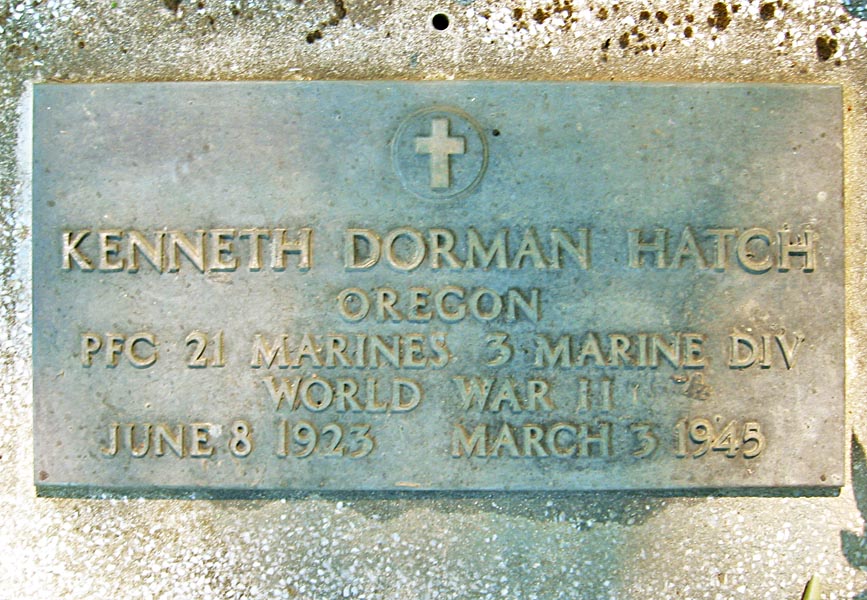 KENNETH DORMAN HATCH
OREGON
PFC 21 MARINES 3 MARINE DIV
WORLD WAR II
JUNE 8 1923 MARCH 3 1945